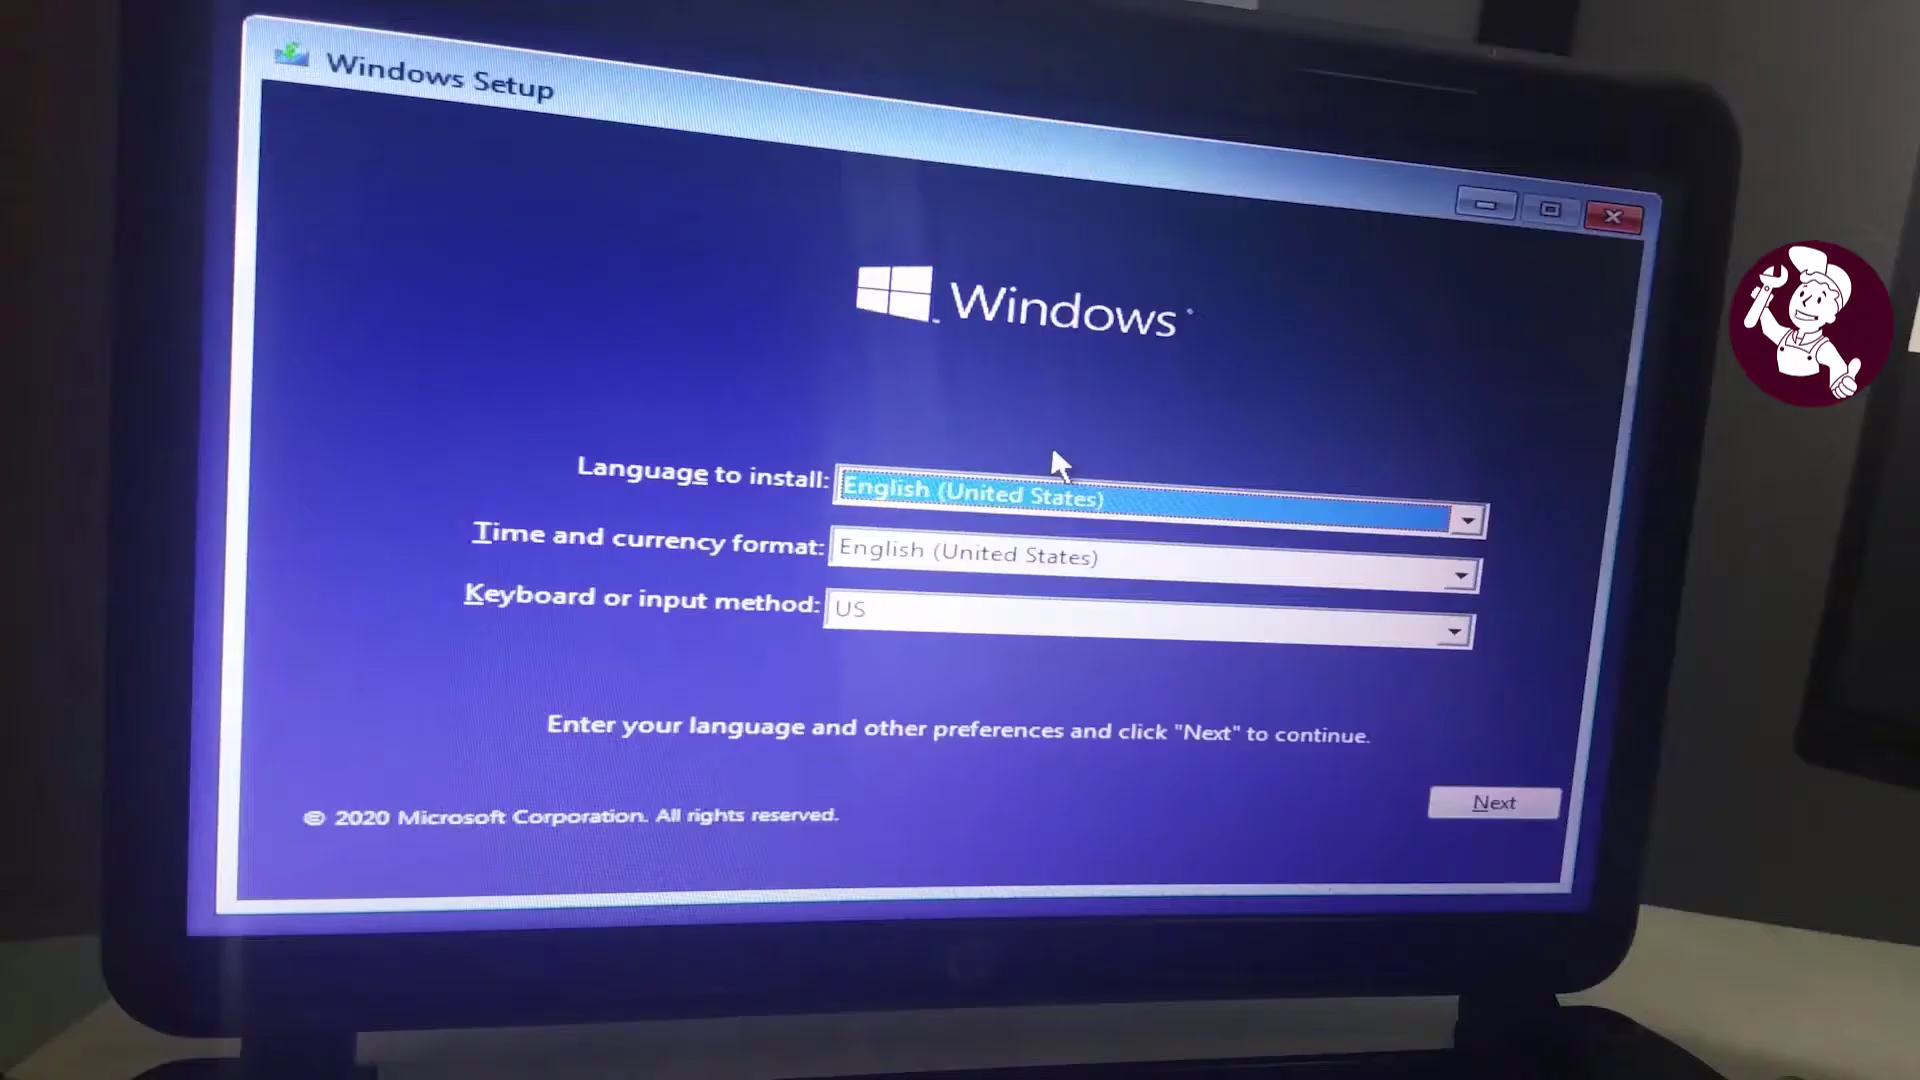 Windows Setup
Windows
Language to install: English (United States)
Time and currency format: English (United States)
Keyboard or input method: US
Enter your language and other preferences and click "Next" to continue.
© 2020 Microsoft Corporation. All rights reserved.
Next